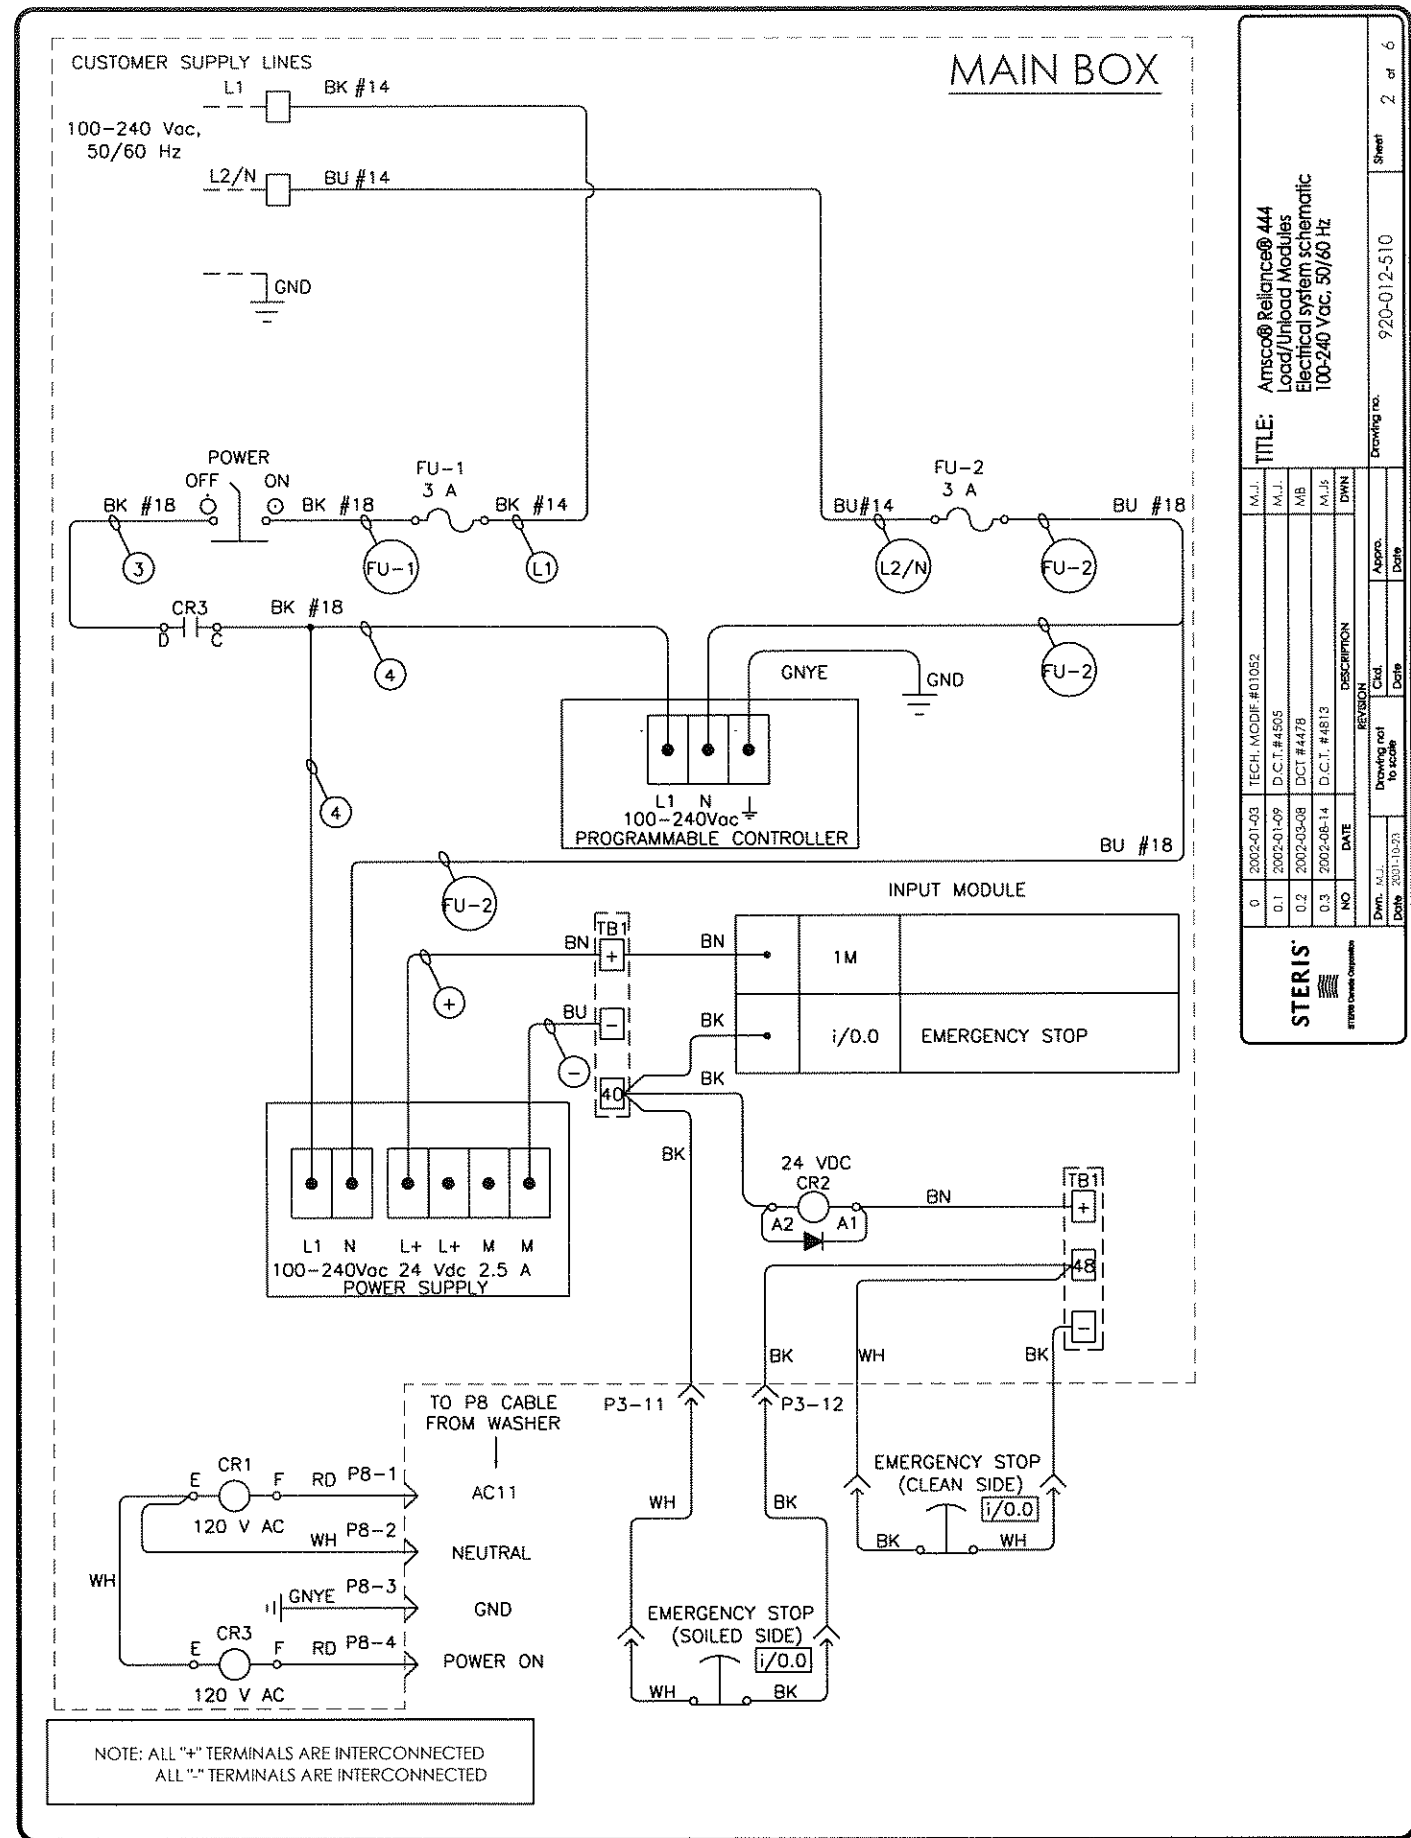 MAIN BOX
CUSTOMER SUPPLY LINES
L1
BK #14
100-240 Vac,
50/60 Hz
L2/N
BU #14
GND
POWER
OFF
ON
BK #18
BK #18
FU-1
3 A
BK #14
3
FU-1
L1
FU-2
3 A
BU#14
BU #18
L2/N
FU-2
CR3
D
C
BK #18
4
FU-2
GNYE
GND
4
L1 N
100-240Vac
PROGRAMMABLE CONTROLLER
BU #18
FU-2
INPUT MODULE
TB1
BN
+
BN
1M
+
BU
-
BK
i/0.0
EMERGENCY STOP
-
40
BK
BK
24 VDC
CR2
A2
A1
BN
TB1
+
48
-
L1 N L+ L+ M M
100-240Vac 24 Vdc 2.5 A
POWER SUPPLY
BK
WH
BK
TO P8 CABLE
FROM WASHER
P3-11
P3-12
CR1
E
F
RD
P8-1
AC11
120 V AC
WH
P8-2
NEUTRAL
WH
GNYE
P8-3
GND
CR3
E
F
RD
P8-4
POWER ON
120 V AC
WH
BK
EMERGENCY STOP
(CLEAN SIDE)
i/0.0
BK
WH
EMERGENCY STOP
(SOILED SIDE)
i/0.0
WH
BK
NOTE: ALL "+" TERMINALS ARE INTERCONNECTED
ALL "-" TERMINALS ARE INTERCONNECTED
STERIS
STERIS Canada Corporation
0 2002-01-03 TECH. MODIF.#01052 M.J.
0.1 2002-01-09 D.C.T.#4505 M.J.
0.2 2002-03-08 DCT #4478 MB
0.3 2002-08-14 D.C.T. #4813 M.Js
NO DATE DESCRIPTION DWN
REVISION
Dwn. M.J.
Date 2001-10-23
Drawing not
to scale
Ckd.
Date
Appro.
Date
TITLE: Amsco® Reliance® 444
Load/Unload Modules
Electrical system schematic
100-240 Vac, 50/60 Hz
Drawing no.
920-012-510
Sheet 2 of 6